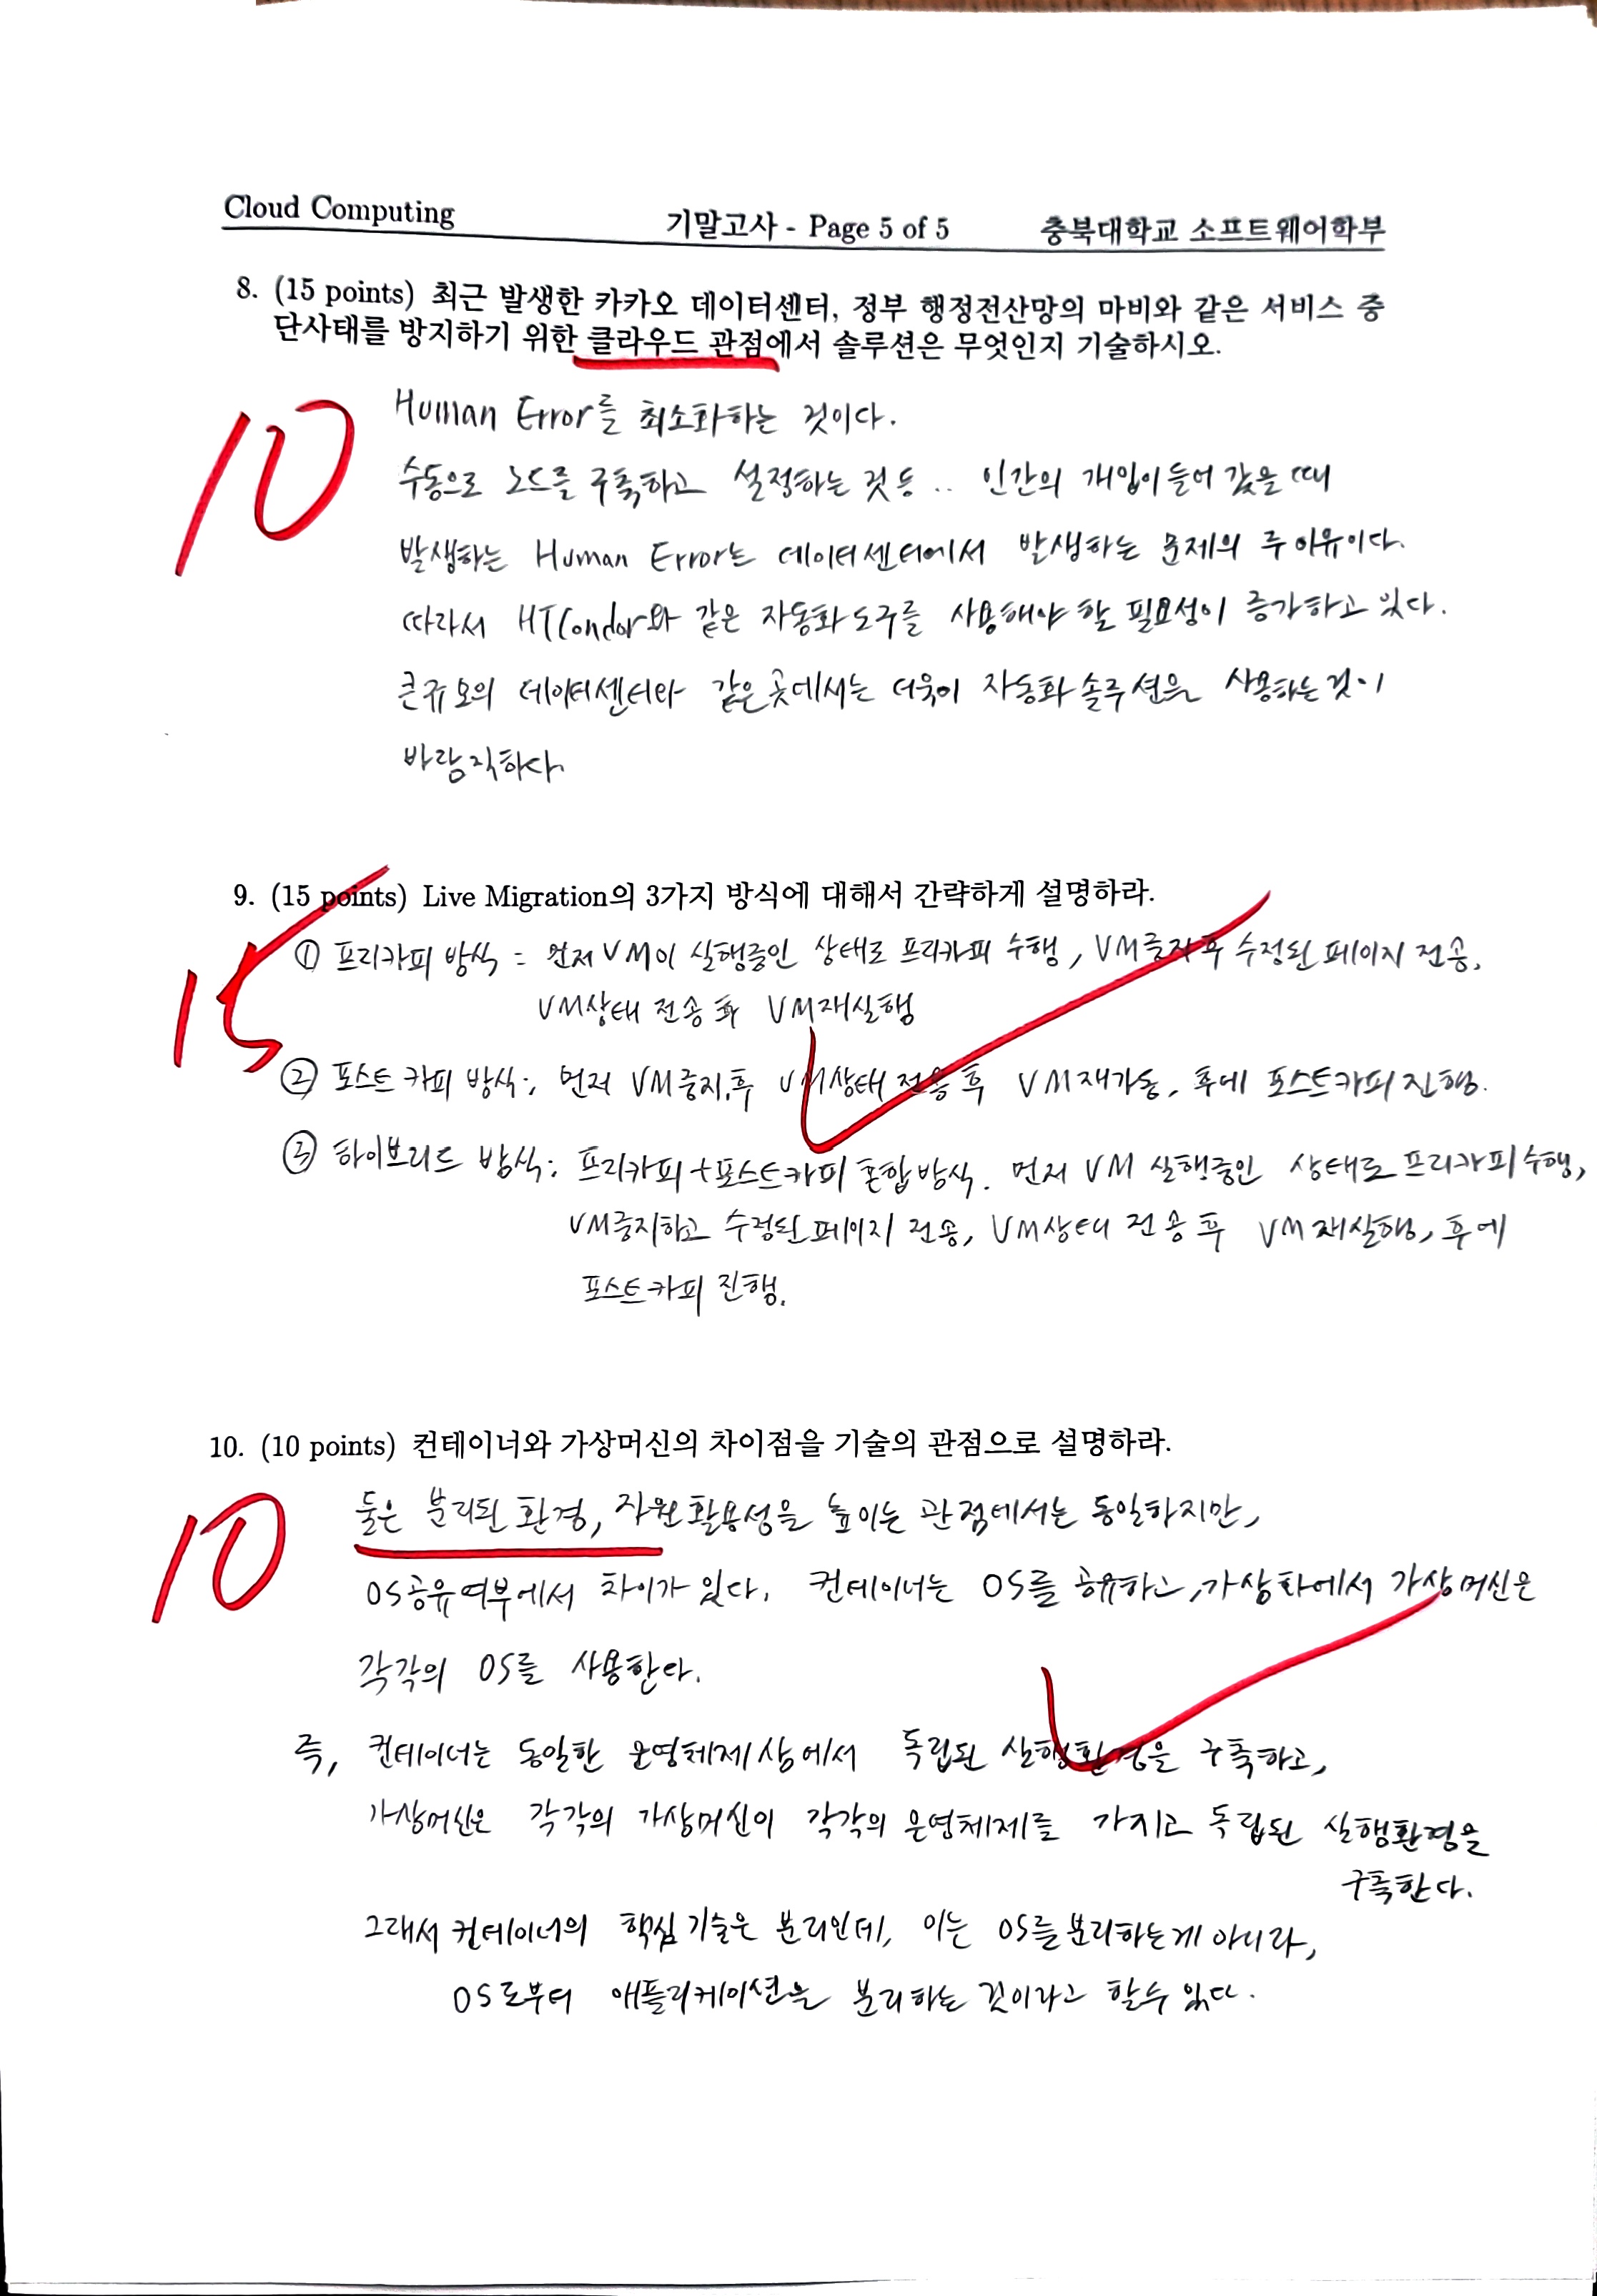 Cloud Computing 기말고사 - Page 5 of 5 충북대학교 소프트웨어학부
8. (15 points) 최근 발생한 카카오 데이터센터, 정부 행정전산망의 마비와 같은 서비스 중
단사태를 방지하기 위한 클라우드 관점에서 솔루션은 무엇인지 기술하시오.
10
Human Error를 최소화하는 것이다.
수동으로 노드를 구축하고 설정하는 것 등 .. 인간의 개입이 들어 갔을 때
발생하는 Human Error는 데이터센터에서 발생하는 문제의 주 이유이다.
따라서 HTCondor와 같은 자동화 도구를 사용해야 할 필요성이 증가하고 있다.
큰규모의 데이터센터와 같은 곳에서는 더욱이 자동화 솔루션을 사용하는 것이
바람직하다.
9. (15 points) Live Migration의 3가지 방식에 대해서 간략하게 설명하라.
15
① 프리카피 방식 = 먼저 VM이 실행중인 상태로 프리카피 수행, VM중지 후 수정된 페이지 전송,
VM상태 전송 후 VM재실행
② 포스트 카피 방식: 먼저 VM중지.후 VM상태 전송 후 VM재가동, 후에 포스트카피 진행.
③ 하이브리드 방식: 프리카피+포스트카피 혼합방식. 먼저 VM 실행중인 상태로 프리카피 수행,
VM중지하고 수정된 페이지 전송, VM상태 전송 후 VM 재실행, 후에
포스트카피 진행.
10. (10 points) 컨테이너와 가상머신의 차이점을 기술의 관점으로 설명하라.
10
둘은 분리된 환경, 자원 활용성을 높이는 관점에서는 동일하지만,
OS공유여부에서 차이가 있다. 컨테이너는 OS를 공유하고,가상화에서 가상머신은
각각의 OS를 사용한다.
즉, 컨테이너는 동일한 운영체제상에서 독립된 실행환경을 구축하고,
가상머신은 각각의 가상머신이 각각의 운영체제를 가지고 독립된 실행환경을
구축한다.
그래서 컨테이너의 핵심 기술은 분리인데, 이는 OS를 분리하는게 아니라,
OS로부터 애플리케이션을 분리하는 것이라고 할수 있다.